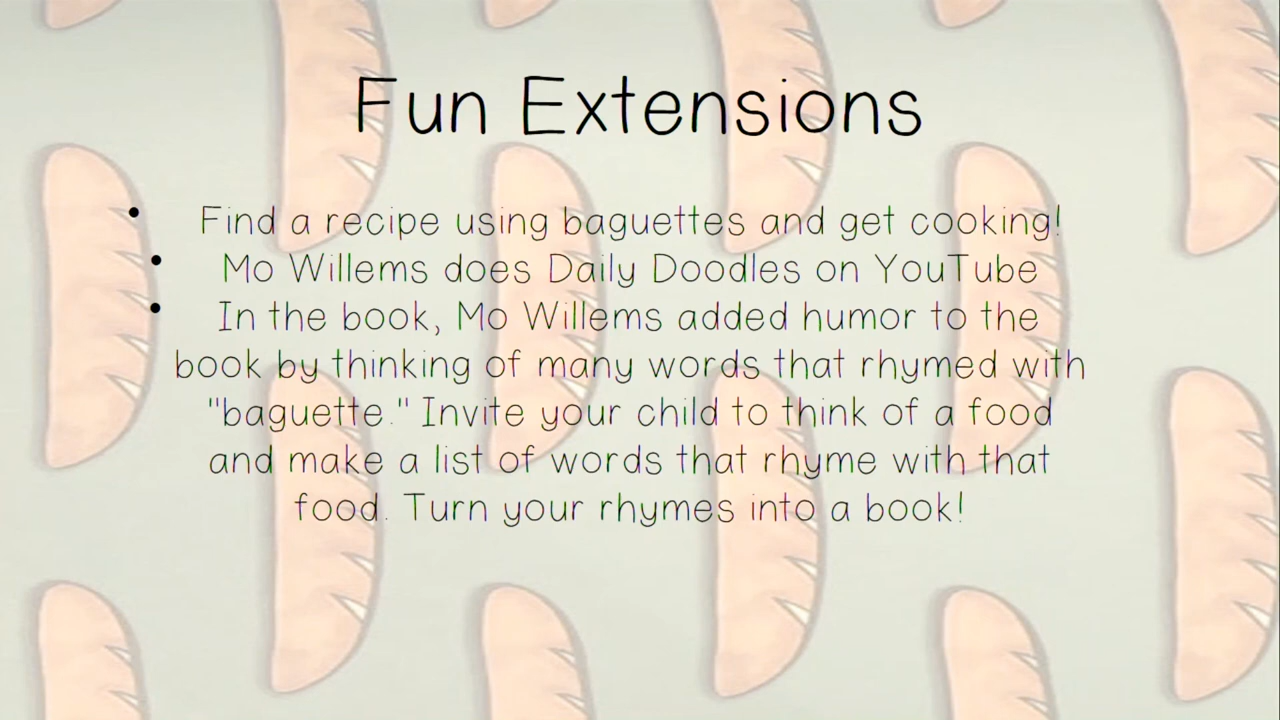 Fun Extensions
• Find a recipe using baguettes and get cooking!
• Mo Willems does Daily Doodles on YouTube
• In the book, Mo Willems added humor to the
book by thinking of many words that rhymed with
"baguette." Invite your child to think of a food
and make a list of words that rhyme with that
food. Turn your rhymes into a book!